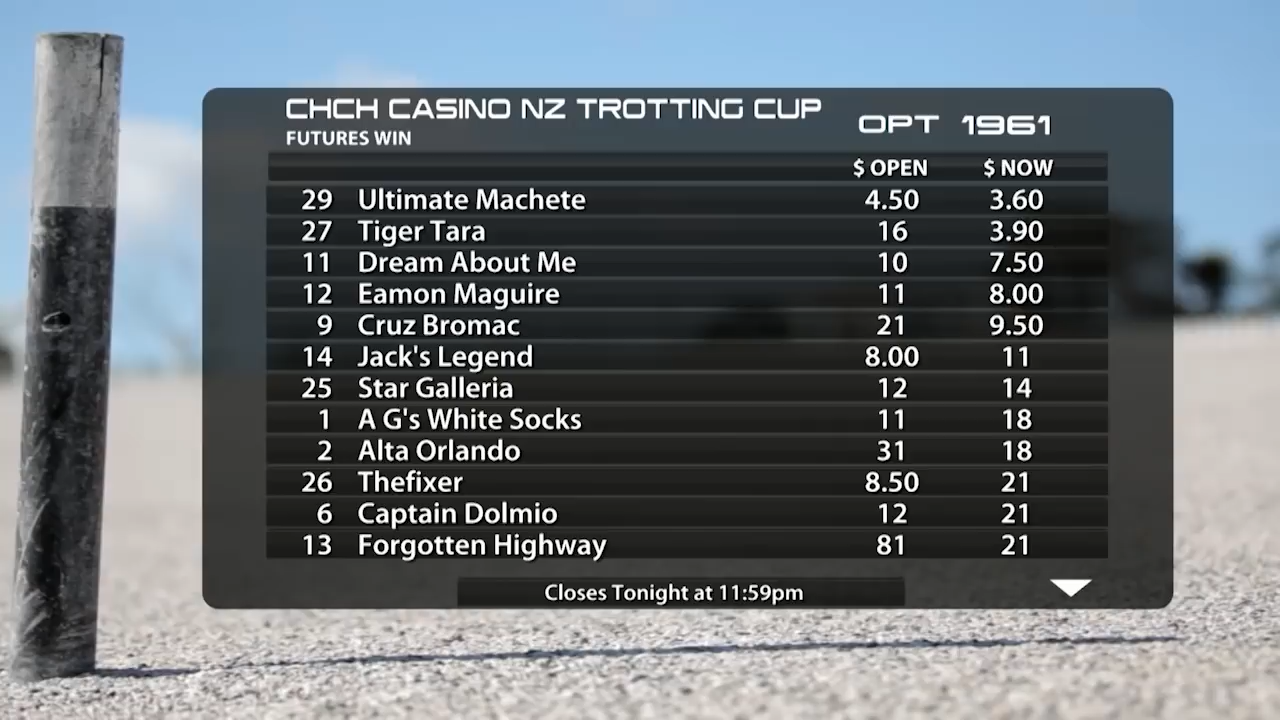 CHCH CASINO NZ TROTTING CUP OPT 1961
FUTURES WIN
$ OPEN $ NOW
29 Ultimate Machete 4.50 3.60
27 Tiger Tara 16 3.90
11 Dream About Me 10 7.50
12 Eamon Maguire 11 8.00
9 Cruz Bromac 21 9.50
14 Jack's Legend 8.00 11
25 Star Galleria 12 14
1 A G's White Socks 11 18
2 Alta Orlando 31 18
26 Thefixer 8.50 21
6 Captain Dolmio 12 21
13 Forgotten Highway 81 21
Closes Tonight at 11:59pm